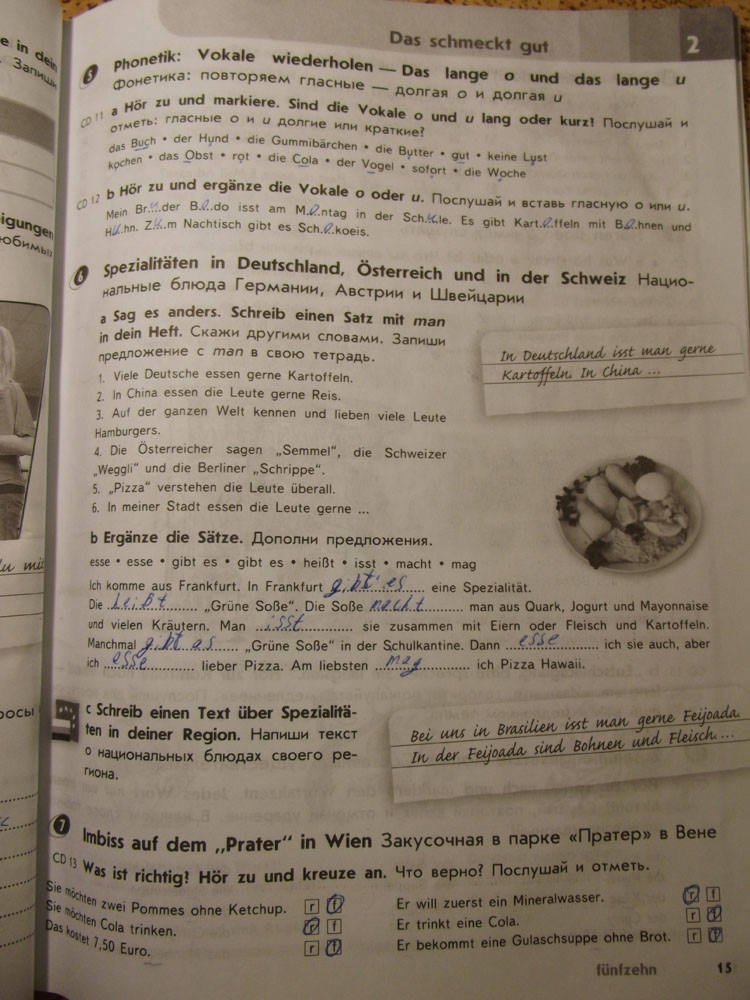 e in dein
Запиши
igungen
юбимых
Das schmeckt gut
2
5 Phonetik: Vokale wiederholen — Das lange o und das lange u
Фонетика: повторяем гласные — долгая о и долгая u
CD 11 a Hör zu und markiere. Sind die Vokale o und u lang oder kurz? Послушай и
отметь: гласные о и u долгие или краткие?
das Buch • der Hund • die Gummibärchen • die Butter • gut • keine Lust
kochen • das Obst • rot • die Cola • der Vogel • sofort • die Woche
CD 12 b Hör zu und ergänze die Vokale o oder u. Послушай и вставь гласную о или u.
Mein Br.u.der B.o.do isst am M.o.ntag in der Sch.u.le. Es gibt Kart.o.ffeln mit B.o.hnen und
H.u.hn. Z.u.m Nachtisch gibt es Sch.o.koeis.
6 Spezialitäten in Deutschland, Österreich und in der Schweiz Нацио-
нальные блюда Германии, Австрии и Швейцарии
a Sag es anders. Schreib einen Satz mit man
in dein Heft. Скажи другими словами. Запиши
предложение с man в свою тетрадь.
In Deutschland isst man gerne
Kartoffeln. In China ...
1. Viele Deutsche essen gerne Kartoffeln.
2. In China essen die Leute gerne Reis.
3. Auf der ganzen Welt kennen und lieben viele Leute
Hamburgers.
4. Die Österreicher sagen „Semmel“, die Schweizer
„Weggli“ und die Berliner „Schrippe“.
5. „Pizza“ verstehen die Leute überall.
6. In meiner Stadt essen die Leute gerne ...
b Ergänze die Sätze. Дополни предложения.
esse • esse • gibt es • gibt es • heißt • isst • macht • mag
Ich komme aus Frankfurt. In Frankfurt gibt es eine Spezialität.
Die heißt „Grüne Soße“. Die Soße macht man aus Quark, Jogurt und Mayonnaise
und vielen Kräutern. Man isst sie zusammen mit Eiern oder Fleisch und Kartoffeln.
Manchmal gibt as „Grüne Soße“ in der Schulkantine. Dann esse ich sie auch, aber
ich esse lieber Pizza. Am liebsten mag ich Pizza Hawaii.
c Schreib einen Text über Spezialitä-
ten in deiner Region. Напиши текст
о национальных блюдах своего ре-
гиона.
Bei uns in Brasilien isst man gerne Feijoada.
In der Feijoada sind Bohnen und Fleisch. ...
7 Imbiss auf dem „Prater“ in Wien Закусочная в парке «Пратер» в Вене
CD 13 Was ist richtig? Hör zu und kreuze an. Что верно? Послушай и отметь.
Sie möchten zwei Pommes ohne Ketchup. r f
Sie möchten Cola trinken. r f
Das kostet 7,50 Euro. r f
Er will zuerst ein Mineralwasser. r f
Er trinkt eine Cola. r f
Er bekommt eine Gulaschsuppe ohne Brot. r f
fünfzehn 15